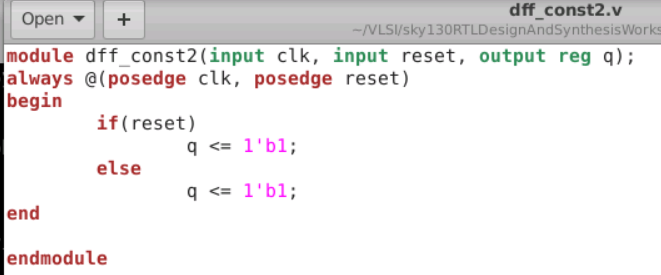 Open
+
dff_const2.v
~/VLSI/sky130RTLDesignAndSynthesisWorks
module dff_const2(input clk, input reset, output reg q);
always @(posedge clk, posedge reset)
begin
if(reset)
q <= 1'b1;
else
q <= 1'b1;
end
endmodule